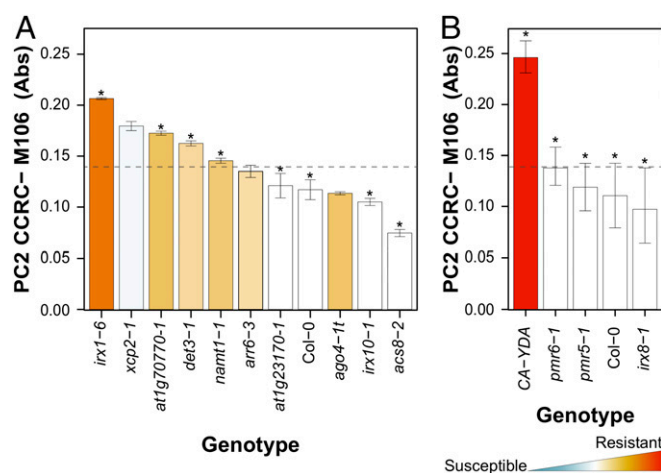 A
PC2 CCRC− M106 (Abs)
0.25
0.20
0.15
0.10
0.05
0.00
*
*
*
*
*
*
*
*
irx1−6
xcp2−1
at1g70770-1
det3−1
namt1−1
arr6−3
at1g23170-1
Col−0
ago4−1t
irx10−1
acs8−2
Genotype
B
PC2 CCRC− M106 (Abs)
0.25
0.20
0.15
0.10
0.05
0.00
*
*
*
*
CA−YDA
pmr6−1
pmr5−1
Col−0
irx8−1
Genotype
Resistant
Susceptible